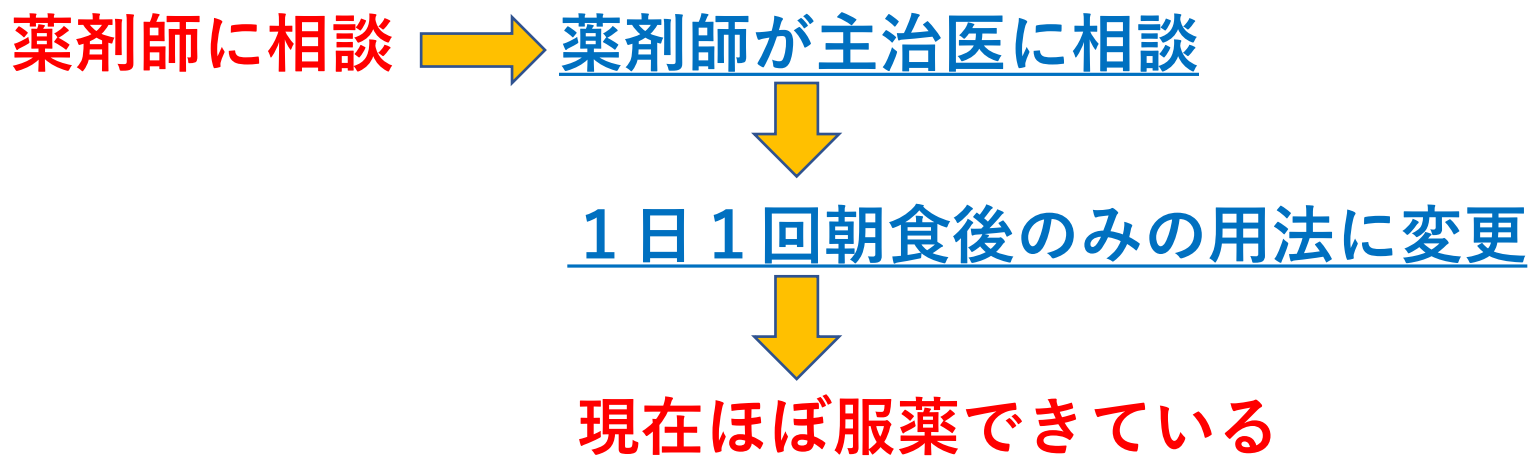 薬剤師に相談
薬剤師が主治医に相談
１日１回朝食後のみの用法に変更
現在ほぼ服薬できている